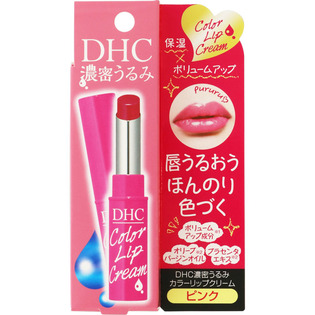 DHC
濃密うるみ
DHC
Color
Lip
Cream
Color
Lip
Cream
保湿
×
ボリュームアップ
pururu
唇うるおう
ほんのり
色づく
ボリューム
アップ成分
オリーブ
バージンオイル
プラセンタ
エキス
DHC濃密うるみ
カラーリップクリーム
ピンク